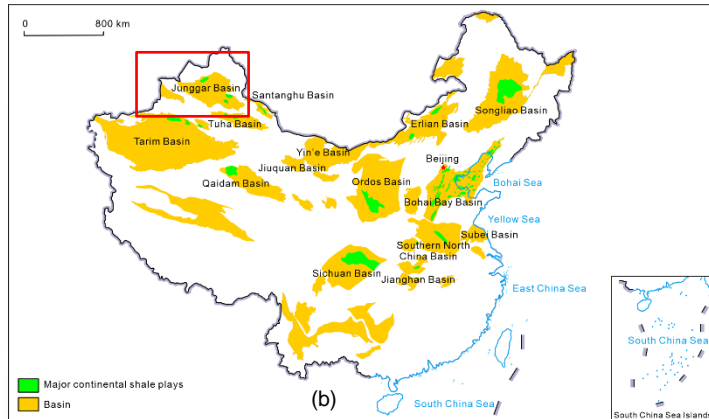 0 800 km
Junggar Basin
Santanghu Basin
Tuha Basin
Tarim Basin
Erlian Basin
Songliao Basin
Yin'e Basin
Jiuquan Basin
Qaidam Basin
Ordos Basin
Beijing
Bohai Sea
Bohai Bay Basin
Yellow Sea
Subei Basin
Southern North
China Basin
Sichuan Basin
Jianghan Basin
East China Sea
South China Sea
South China Sea Islands
Major continental shale plays
Basin
(b)
South China Sea